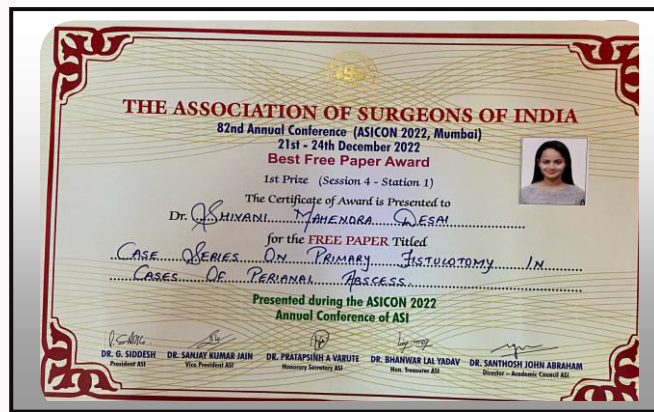 THE ASSOCIATION OF SURGEONS OF INDIA
82nd Annual Conference (ASICON 2022, Mumbai)
21st - 24th December 2022
Best Free Paper Award
1st Prize (Session 4 - Station 1)
The Certificate of Award is Presented to
Dr. SHIVANI MAHENDRA DESAI
for the FREE PAPER Titled
CASE SERIES ON PRIMARY FISTULOTOMY IN
CASES OF PERIANAL ABSCESS.
Presented during the ASICON 2022
Annual Conference of ASI
DR. G. SIDDESH DR. SANJAY KUMAR JAIN DR. PRATAPSINH A VARUTE DR. BHANWAR LAL YADAV DR. SANTHOSH JOHN ABRAHAM
President ASI Vice President ASI Honorary Secretary ASI Hon. Treasurer ASI Director - Academic Council ASI